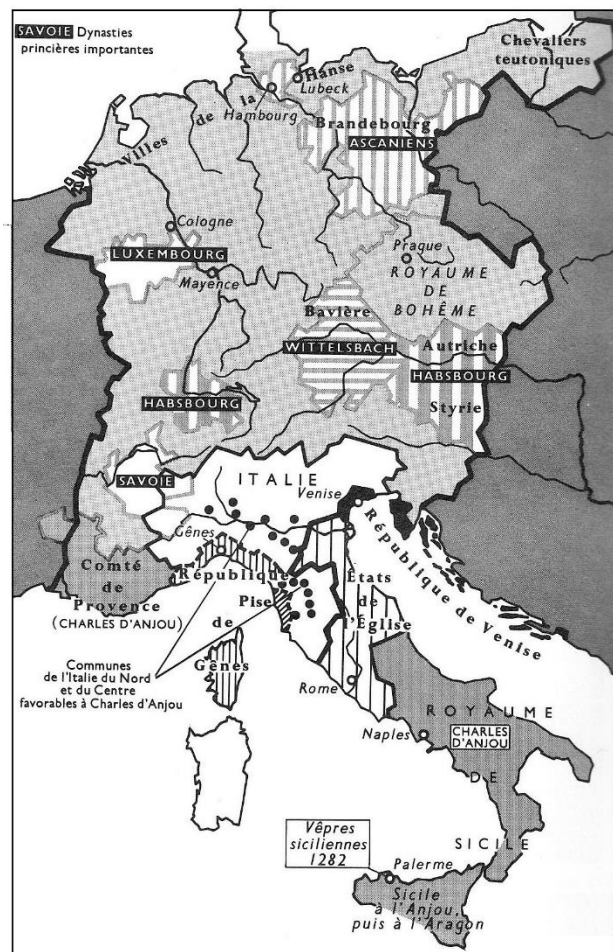 SAVOIE Dynasties
princières importantes
Chevaliers
teutoniques
Hanse
Lubeck
villes de la
Hambourg
Brandebourg
ASCANIENS
Cologne
LUXEMBOURG
Mayence
Prague
ROYAUME
DE
BOHÊME
Bavière
WITTELSBACH
Autriche
HABSBOURG
HABSBOURG
Styrie
SAVOIE
ITALIE
Venise
Gênes
République
de
Gênes
Comté
de
Provence
(CHARLES D'ANJOU)
Pise
États
de
l'Église
République de Venise
Communes
de l'Italie du Nord
et du Centre
favorables à Charles d'Anjou
Rome
ROYAUME
Naples
CHARLES
D'ANJOU
DE
SICILE
Vêpres
siciliennes
1282
Palerme
Sicile
à l'Anjou,
puis à l'Aragon